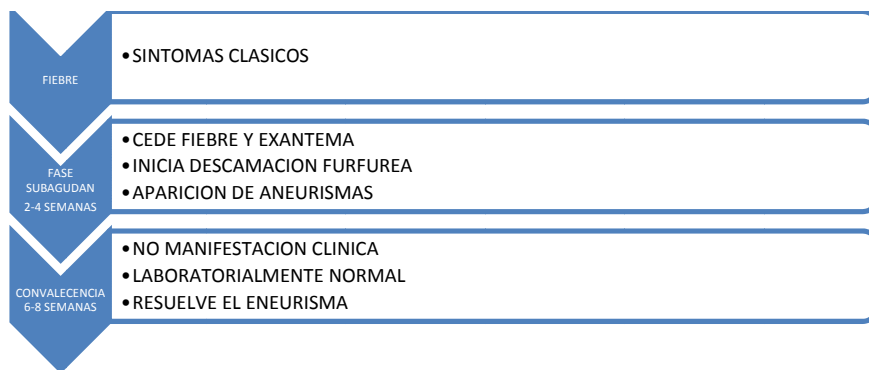 FIEBRE
•SINTOMAS CLASICOS
FASE
SUBAGUDAN
2-4 SEMANAS
•CEDE FIEBRE Y EXANTEMA
•INICIA DESCAMACION FURFUREA
•APARICION DE ANEURISMAS
CONVALECENCIA
6-8 SEMANAS
•NO MANIFESTACION CLINICA
•LABORATORIALMENTE NORMAL
•RESUELVE EL ENEURISMA